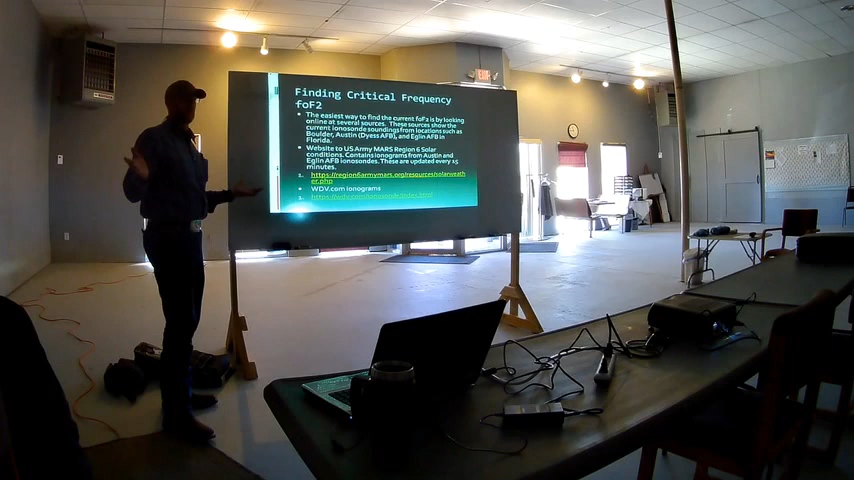 EXIT
Finding Critical Frequency
foF2
The easiest way to find the current foF2 is by looking
online at several sources. These sources show the
current ionosonde soundings from locations such as
Boulder, Austin (Dyess AFB), and Eglin AFB in
Florida.
Website to US Army MARS Region 6 Solar
conditions. Contains ionograms from Austin and
Eglin AFB ionosondes. These are updated every 15
minutes.
1. https://region6armymars.org/resources/solarweath
er.php
WDV.com Ionograms